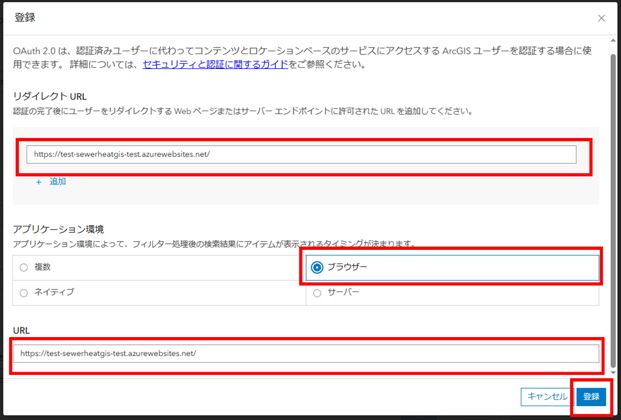 登録
OAuth 2.0 は、認証済みユーザーに代わってコンテンツとロケーションベースのサービスにアクセスする ArcGIS ユーザーを認証する場合に使
用できます。 詳細については、セキュリティと認証に関するガイドをご参照ください。
リダイレクト URL
認証の完了後にユーザーをリダイレクトする Web ページまたはサーバー エンドポイントに許可された URL を追加してください。
https://test-sewerheatgis-test.azurewebsites.net/
+ 追加
アプリケーション環境
アプリケーション環境によって、フィルター処理後の検索結果にアイテムが表示されるタイミングが決まります。
複数 ブラウザー
ネイティブ サーバー
URL
https://test-sewerheatgis-test.azurewebsites.net/
キャンセル 登録